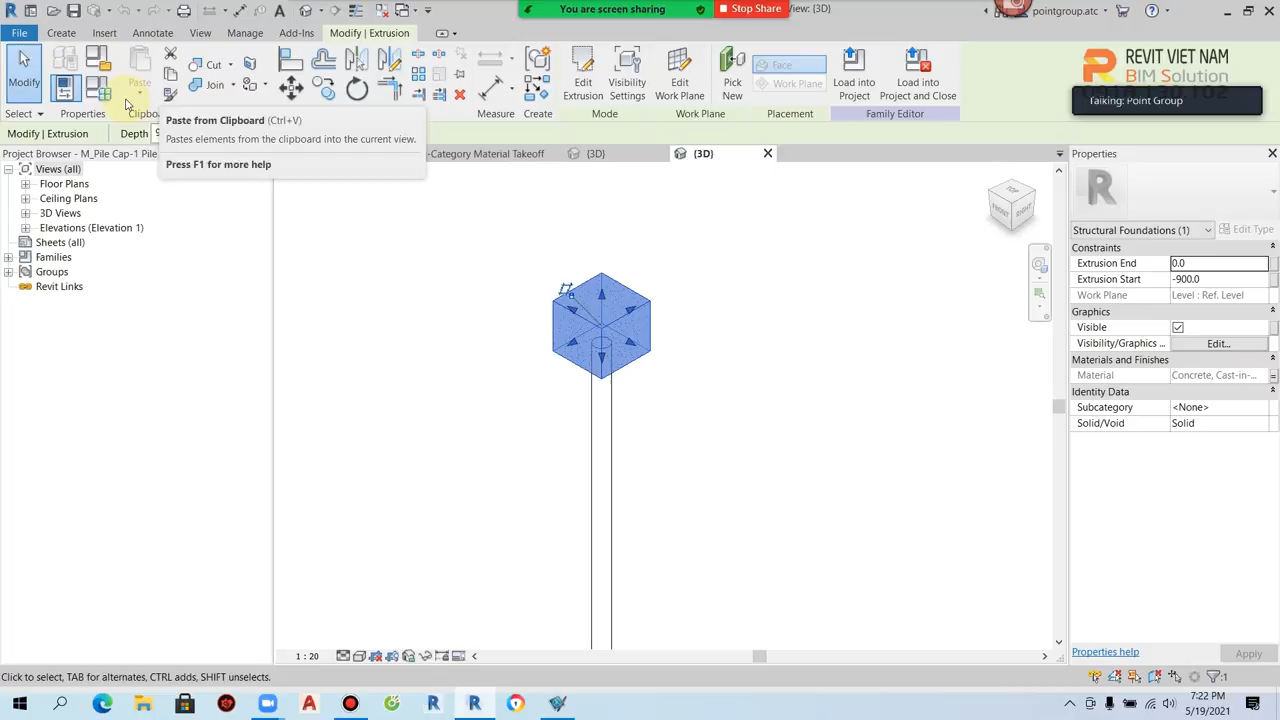 You are screen sharing
Stop Share
View: {3D}
pointgroup.atc
File
Create
Insert
Annotate
View
Manage
Add-Ins
Modify | Extrusion
Modify
Paste
Cut
Join
Edit Extrusion
Visibility Settings
Edit Work Plane
Pick New
Face
Work Plane
Load into Project
Load into Project and Close
REVIT VIET NAM
BIM Solution
Talking: Point Group
Select
Properties
Measure
Create
Mode
Work Plane
Placement
Family Editor
Modify | Extrusion
Depth
Paste from Clipboard (Ctrl+V)
Pastes elements from the clipboard into the current view.
Press F1 for more help
Project Browser - M_Pile Cap-1 Pile
-Category Material Takeoff
{3D}
{3D}
Views (all)
Floor Plans
Ceiling Plans
3D Views
Elevations (Elevation 1)
Sheets (all)
Families
Groups
Revit Links
TOP
FRONT
RIGHT
Properties
Structural Foundations (1)
Edit Type
Constraints
Extrusion End 0.0
Extrusion Start -900.0
Work Plane Level : Ref. Level
Graphics
Visible
Visibility/Graphics ... Edit...
Materials and Finishes
Material Concrete, Cast-in-...
Identity Data
Subcategory <None>
Solid/Void Solid
Properties help
Apply
1 : 20
Click to select, TAB for alternates, CTRL adds, SHIFT unselects.
:1
7:22 PM
5/19/2021